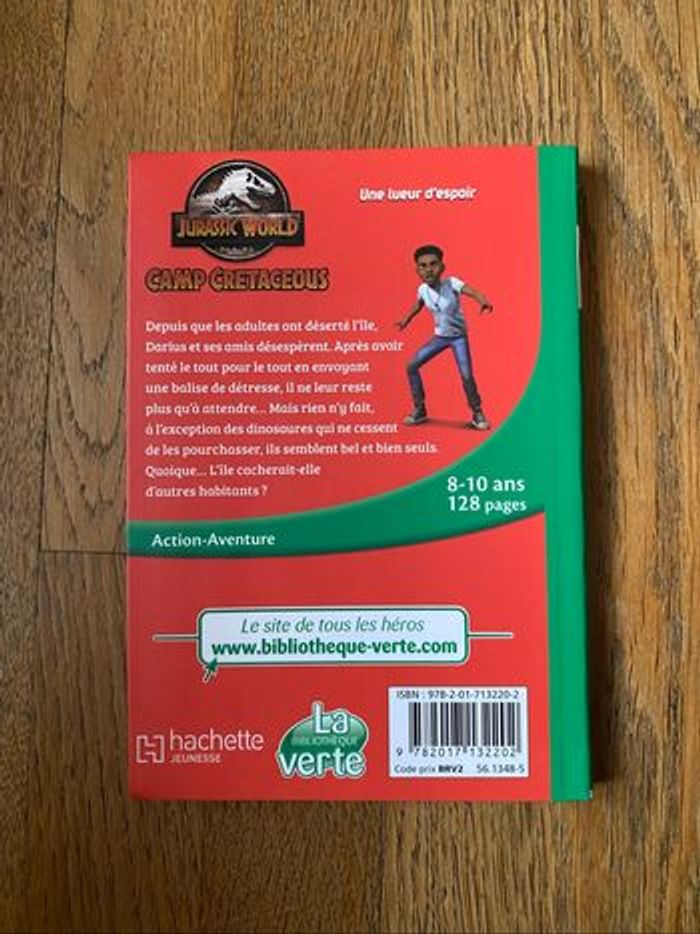 JURASSIC WORLD
Une lueur d'espoir
CAMP CRETACEOUS
Depuis que les adultes ont déserté l'île,
Darius et ses amis désespèrent. Après avoir
tenté le tout pour le tout en envoyant
une balise de détresse, il ne leur reste
plus qu'à attendre... Mais rien n'y fait,
à l'exception des dinosaures qui ne cessent
de les pourchasser, ils semblent bel et bien seuls.
Quoique... L'île cacherait-elle
d'autres habitants ?
8-10 ans
128 pages
Action-Aventure
Le site de tous les héros
www.bibliotheque-verte.com
ISBN : 978-2-01-713220-2
9 782017 132202
Code prix BRV2 56.1348-5
hachette
JEUNESSE
La
BIBLIOTHÈQUE
verte